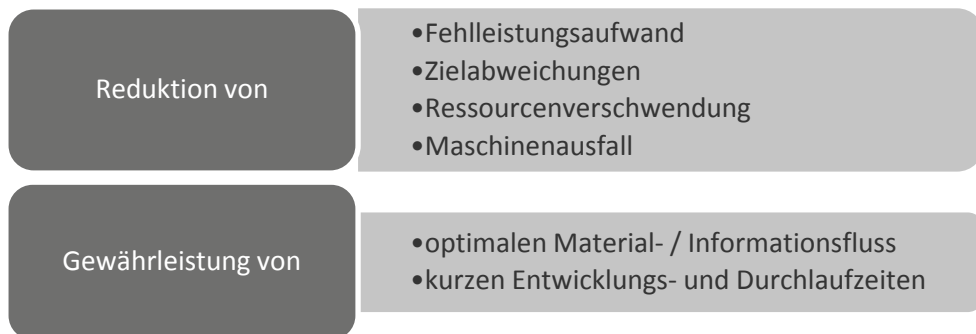 Reduktion von
•Fehlleistungsaufwand
•Zielabweichungen
•Ressourcenverschwendung
•Maschinenausfall
Gewährleistung von
•optimalen Material- / Informationsfluss
•kurzen Entwicklungs- und Durchlaufzeiten